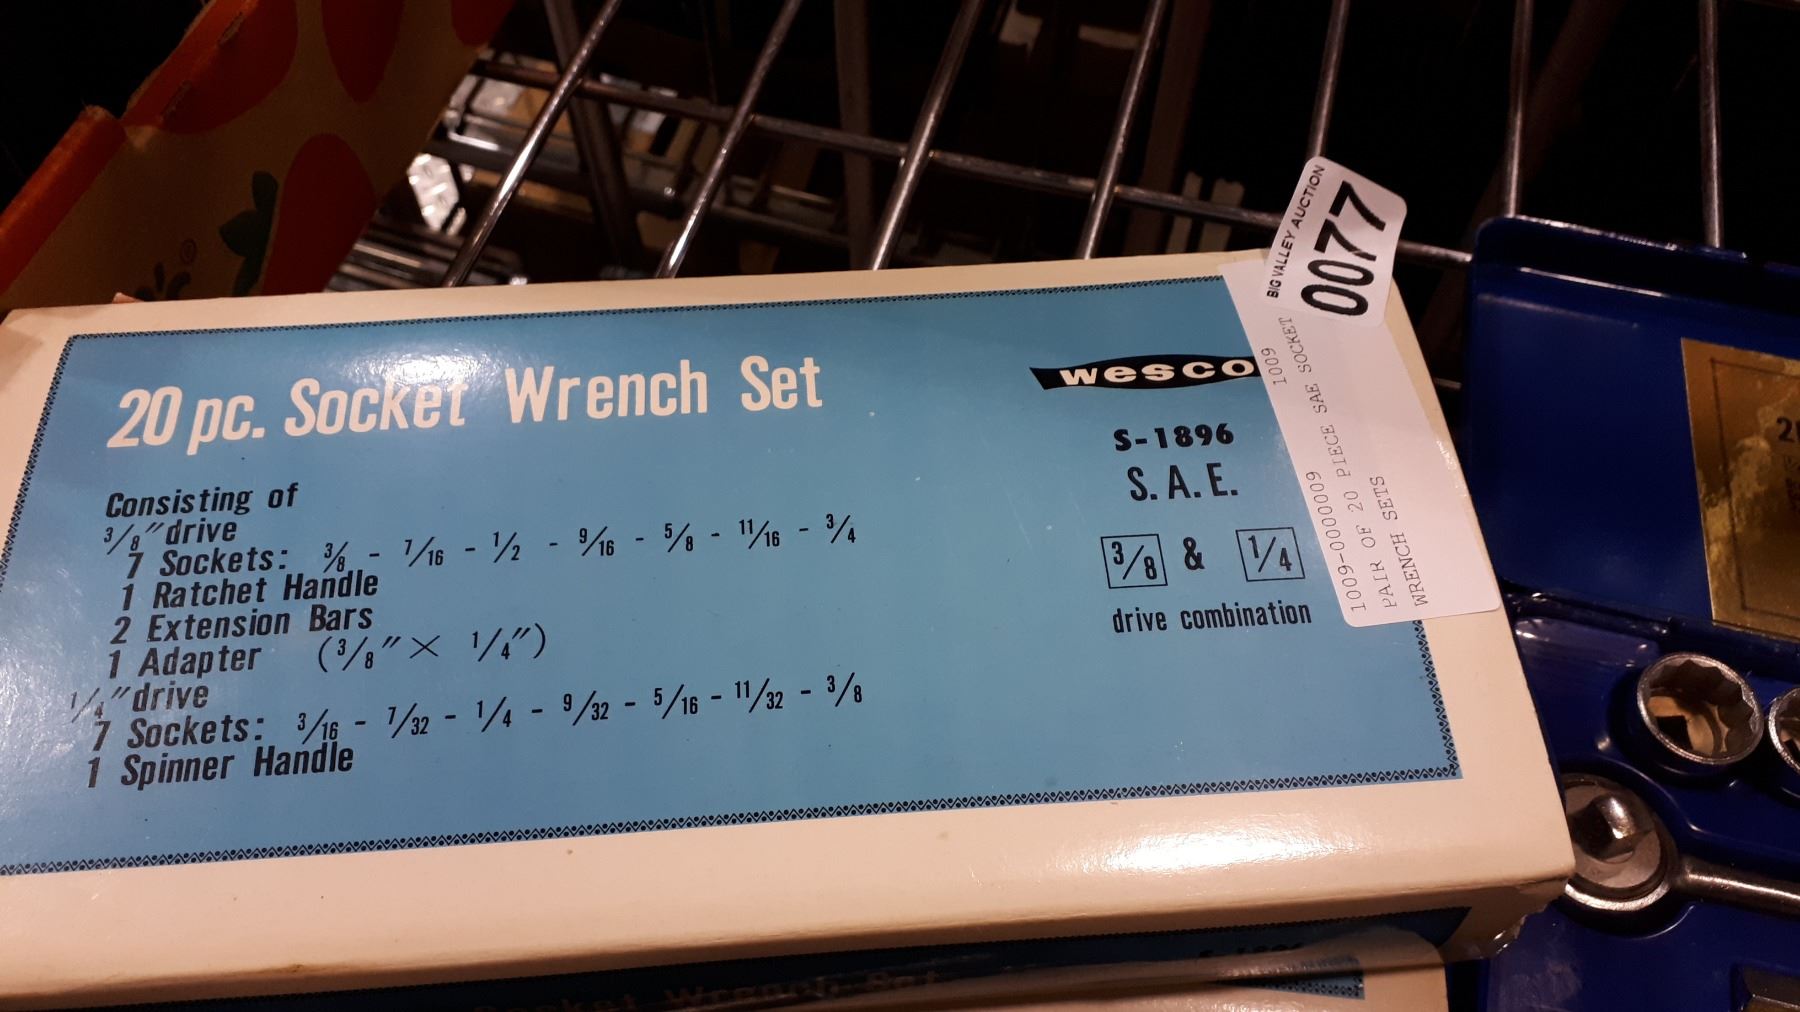 20 pc. Socket Wrench Set
Consisting of
3/8″ drive
7 Sockets: 3/8 - 7/16 - 1/2 - 9/16 - 5/8 - 11/16 - 3/4
1 Ratchet Handle
2 Extension Bars
1 Adapter (3/8″ × 1/4″)
1/4″ drive
7 Sockets: 3/16 - 7/32 - 1/4 - 9/32 - 5/16 - 11/32 - 3/8
1 Spinner Handle
wesco
S-1896
S.A.E.
3/8 & 1/4
drive combination
BIG VALLEY AUCTION
0077
1009
1009-0000009
PAIR OF 20 PIECE SAE SOCKET
WRENCH SETS
Socket Wrench Set